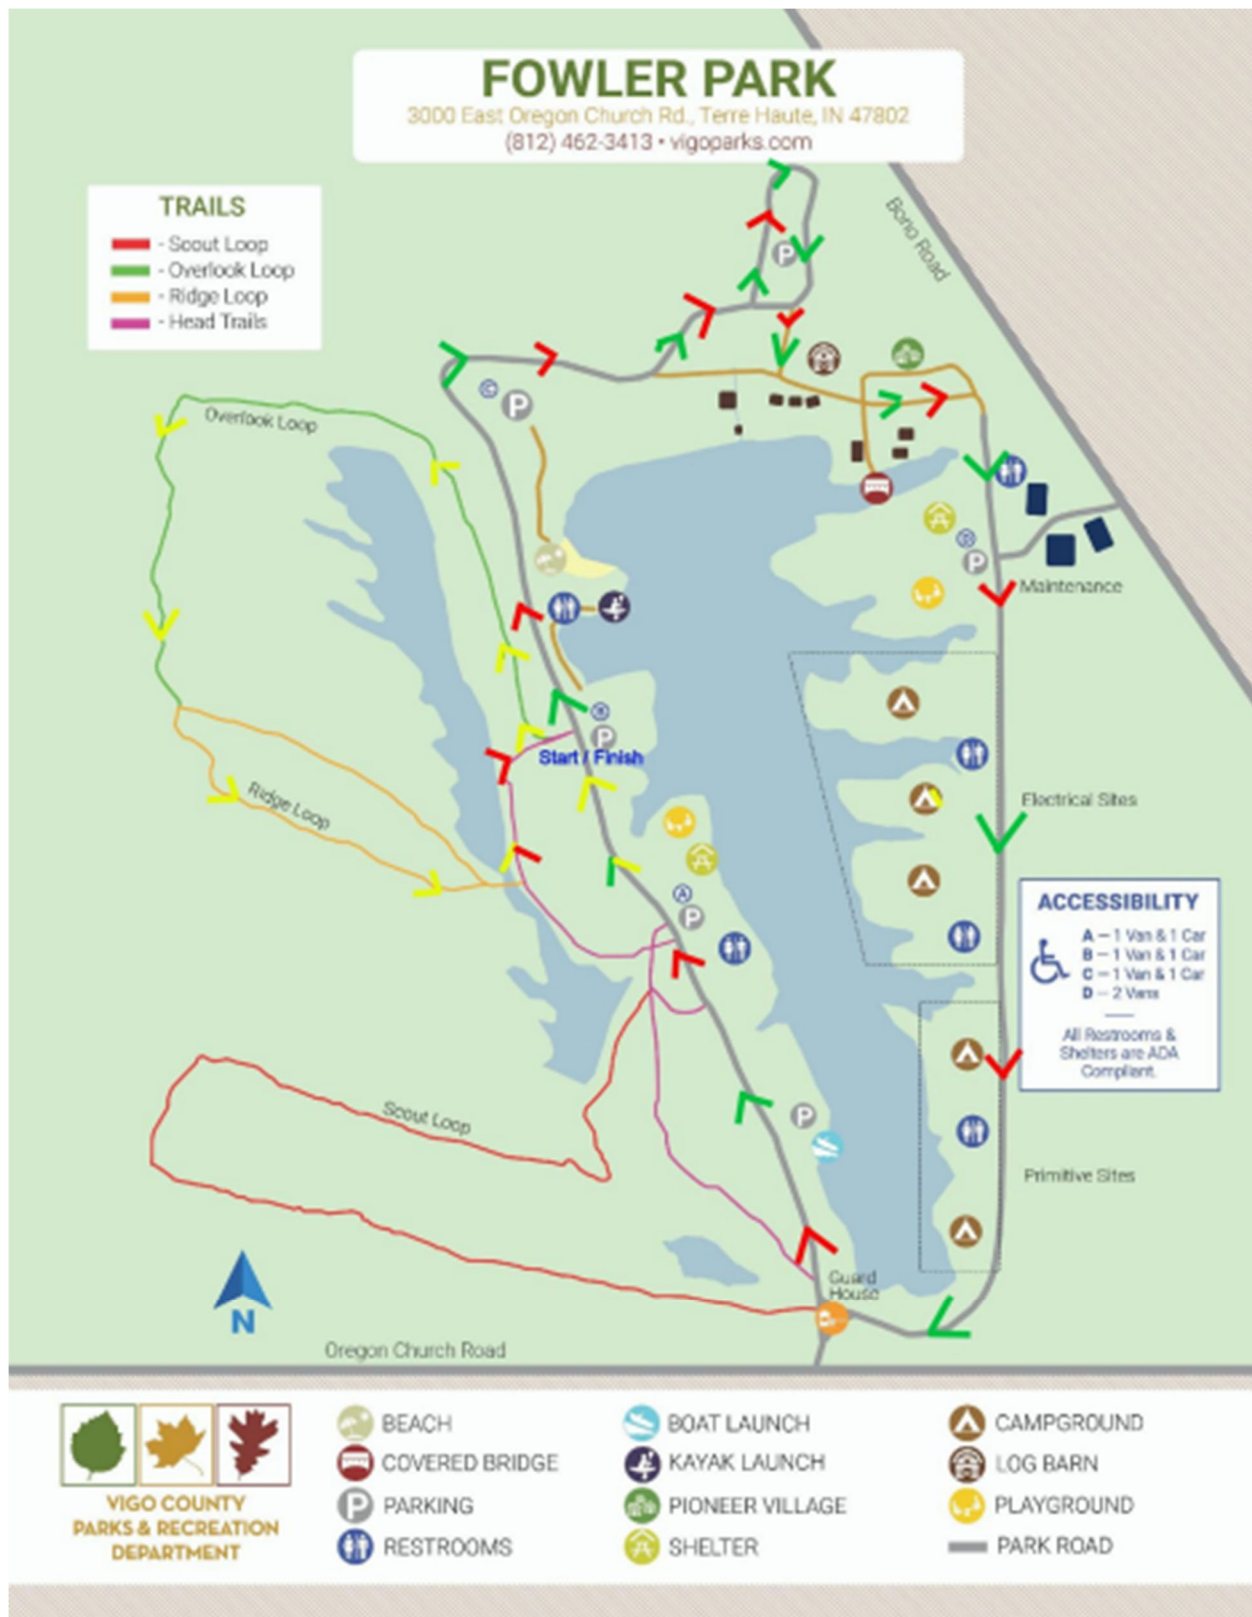 FOWLER PARK
3000 East Oregon Church Rd., Terre Haute, IN 47802
(812) 462-3413 • vigoparks.com
TRAILS
- Scout Loop
- Overlook Loop
- Ridge Loop
- Head Trails
Bono Road
P
Overlook Loop
C
P
D
P
Maintenance
B
P
Start / Finish
Ridge Loop
Electrical Sites
A
P
ACCESSIBILITY
A – 1 Van & 1 Car
B – 1 Van & 1 Car
C – 1 Van & 1 Car
D – 2 Vans
All Restrooms &
Shelters are ADA
Compliant.
Scout Loop
P
Primitive Sites
Guard
House
N
Oregon Church Road
VIGO COUNTY
PARKS & RECREATION
DEPARTMENT
BEACH
COVERED BRIDGE
P PARKING
RESTROOMS
BOAT LAUNCH
KAYAK LAUNCH
PIONEER VILLAGE
SHELTER
CAMPGROUND
LOG BARN
PLAYGROUND
PARK ROAD